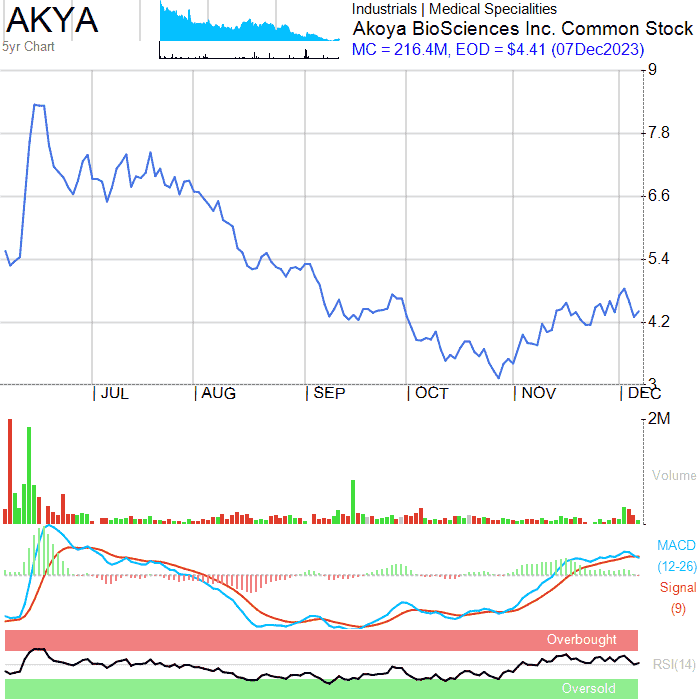 AKYA
5yr Chart
Industrials | Medical Specialities
Akoya BioSciences Inc. Common Stock
MC = 216.4M, EOD = $4.41 (07Dec2023)
9
7.8
6.6
5.4
4.2
3
JUL
AUG
SEP
OCT
NOV
DEC
2M
Volume
MACD
(12-26)
Signal
(9)
Overbought
RSI(14)
Oversold